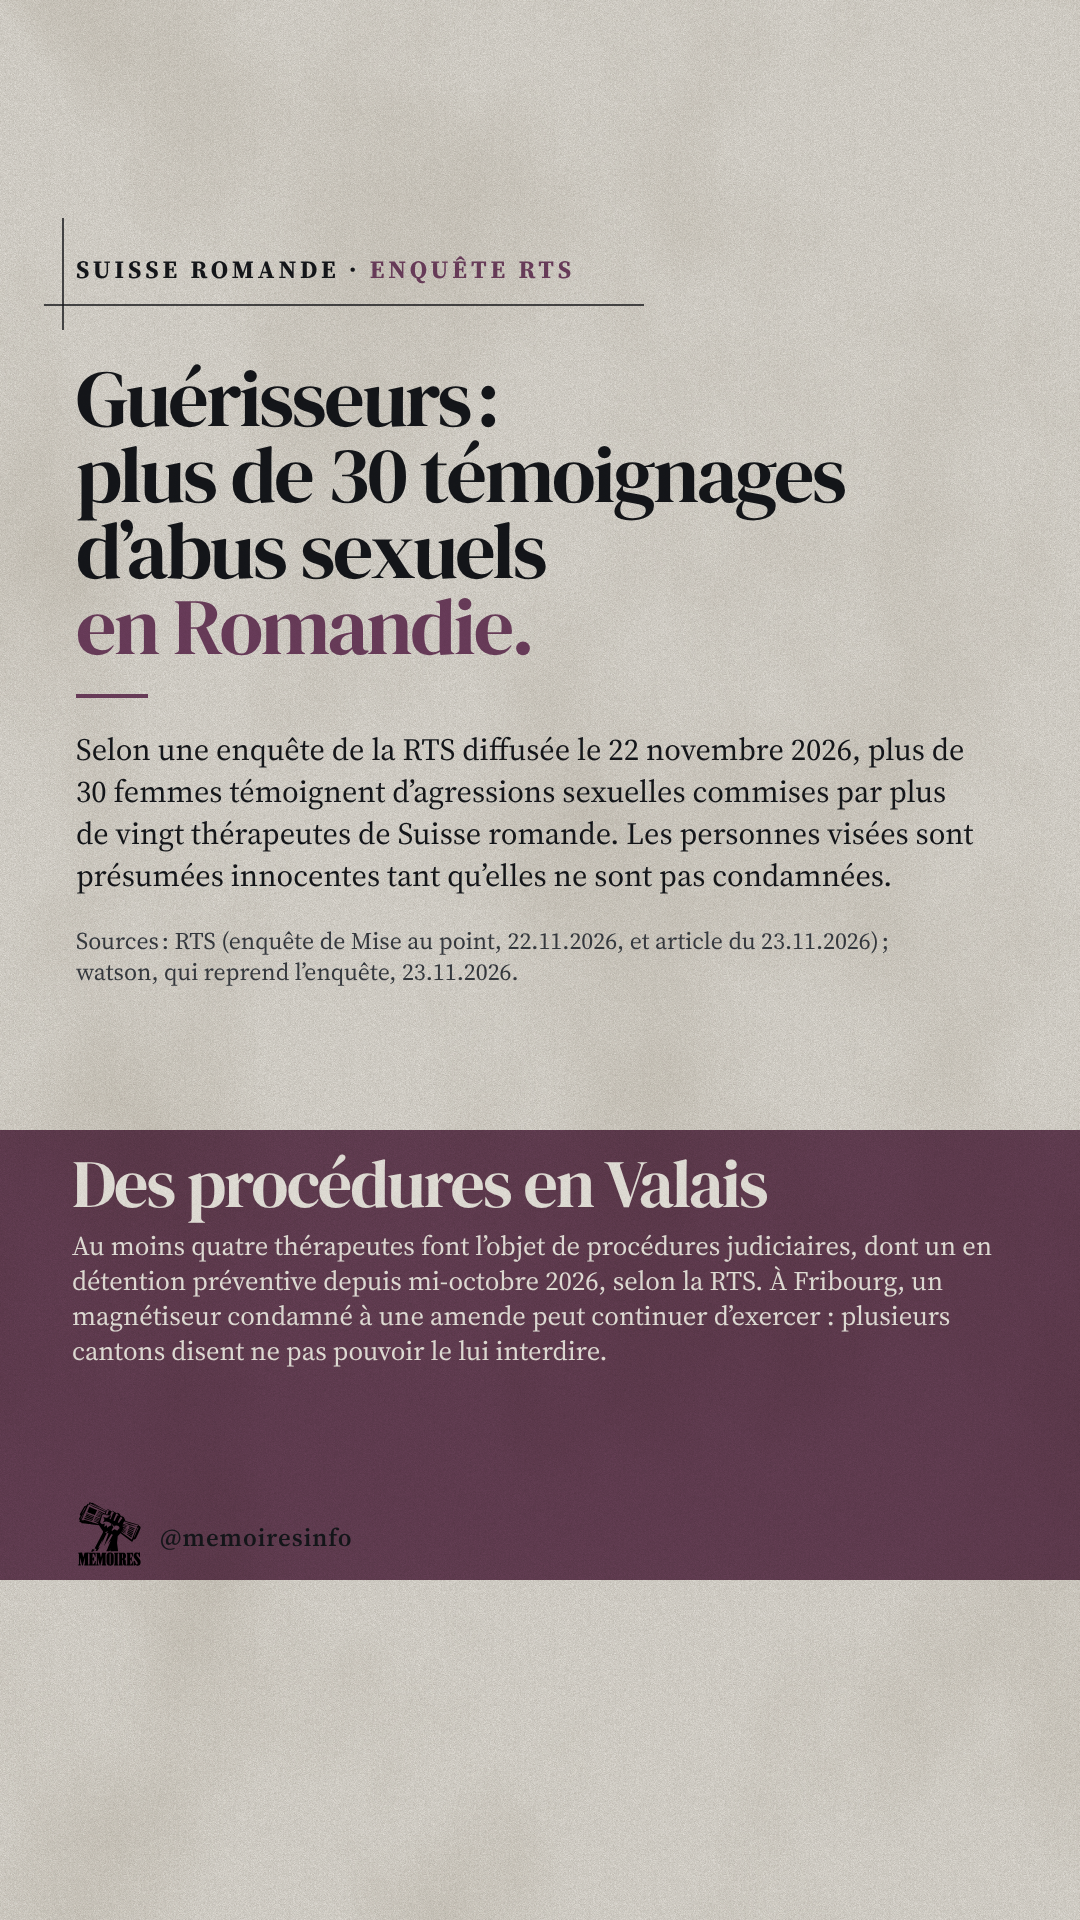 SUISSE ROMANDE · ENQUÊTE RTS
Guérisseurs :
plus de 30 témoignages
d’abus sexuels
en Romandie.
Selon une enquête de la RTS diffusée le 22 novembre 2026, plus de
30 femmes témoignent d’agressions sexuelles commises par plus
de vingt thérapeutes de Suisse romande. Les personnes visées sont
présumées innocentes tant qu’elles ne sont pas condamnées.
Sources : RTS (enquête de Mise au point, 22.11.2026, et article du 23.11.2026) ;
watson, qui reprend l’enquête, 23.11.2026.
Des procédures en Valais
Au moins quatre thérapeutes font l’objet de procédures judiciaires, dont un en
détention préventive depuis mi-octobre 2026, selon la RTS. À Fribourg, un
magnétiseur condamné à une amende peut continuer d’exercer : plusieurs
cantons disent ne pas pouvoir le lui interdire.
MÉMOIRES
@memoiresinfo